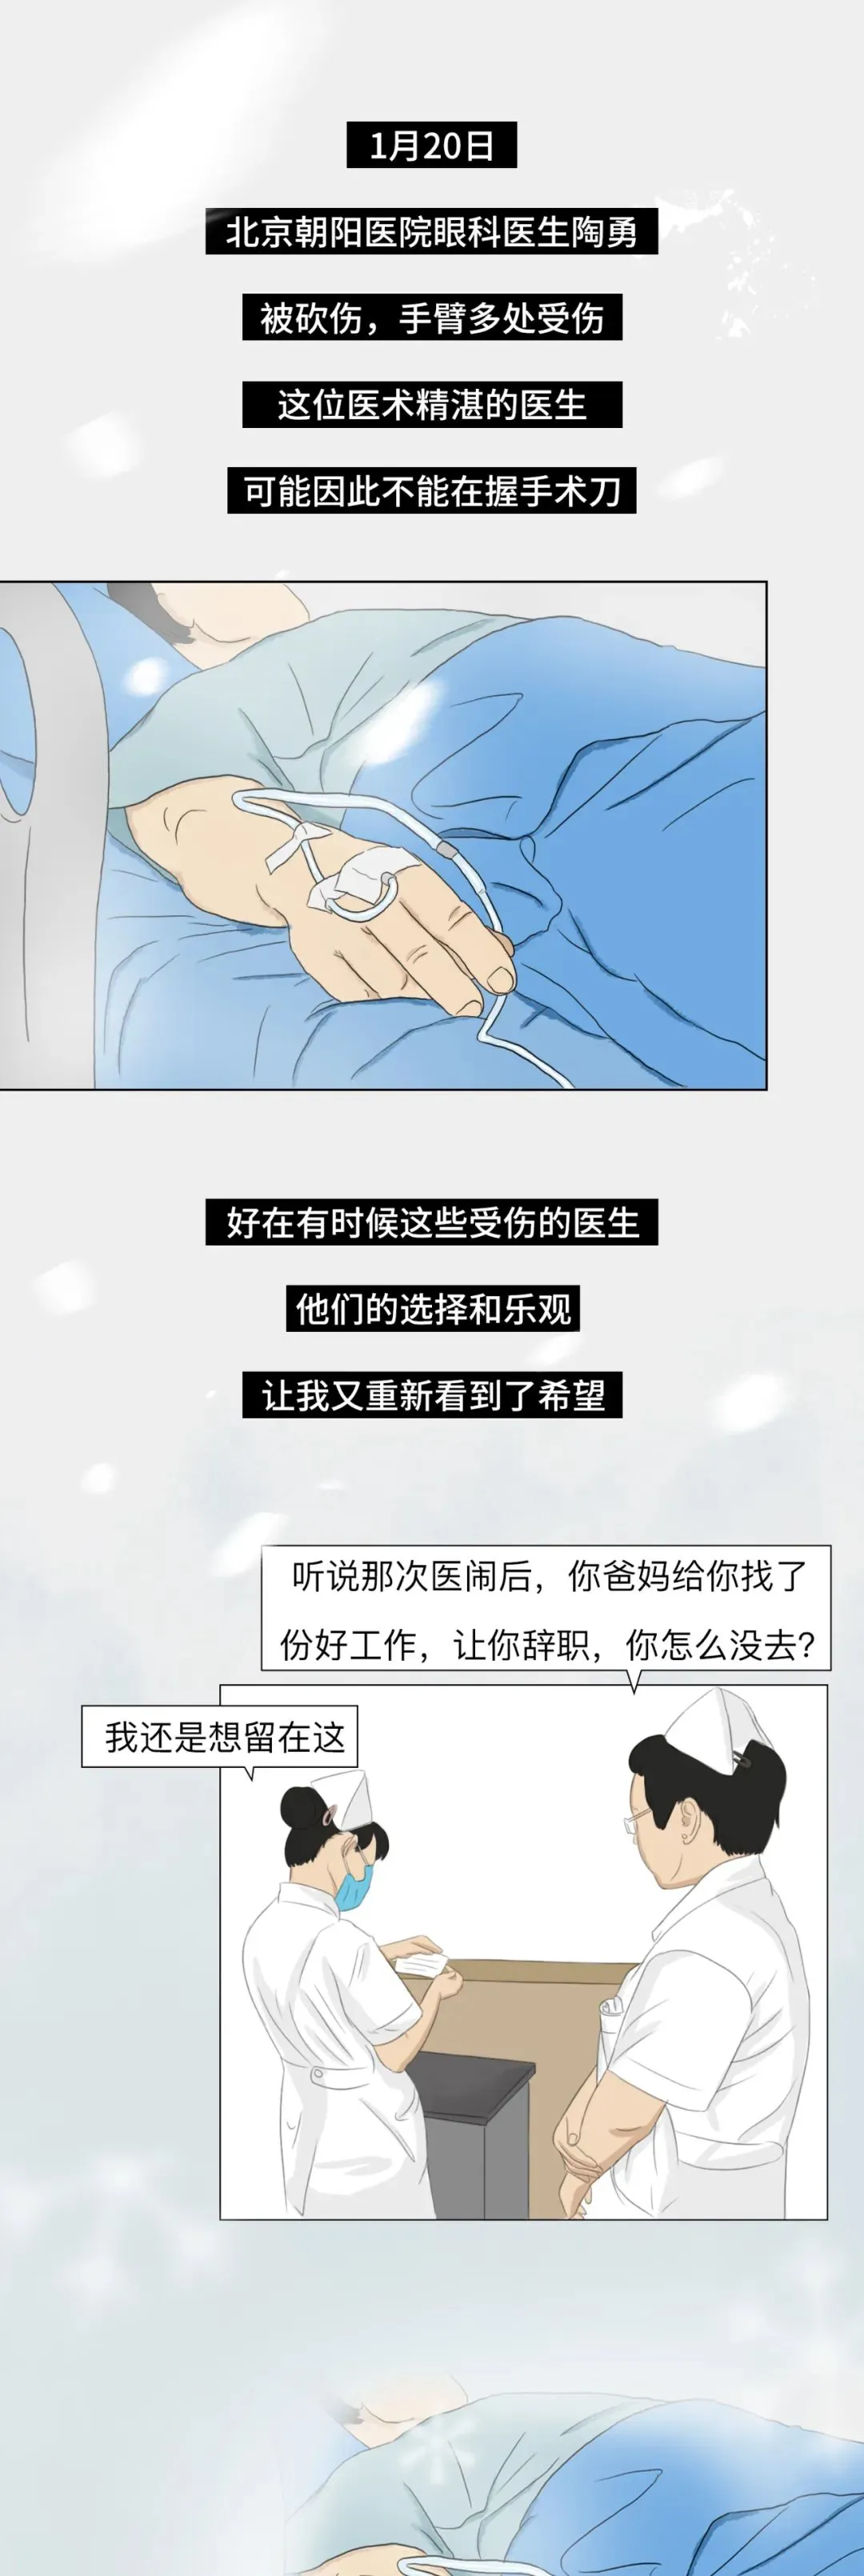 1月20日
北京朝阳医院眼科医生陶勇
被砍伤，手臂多处受伤
这位医术精湛的医生
可能因此不能在握手术刀
好在有时候这些受伤的医生
他们的选择和乐观
让我又重新看到了希望
听说那次医闹后，你爸妈给你找了
份好工作，让你辞职，你怎么没去？
我还是想留在这